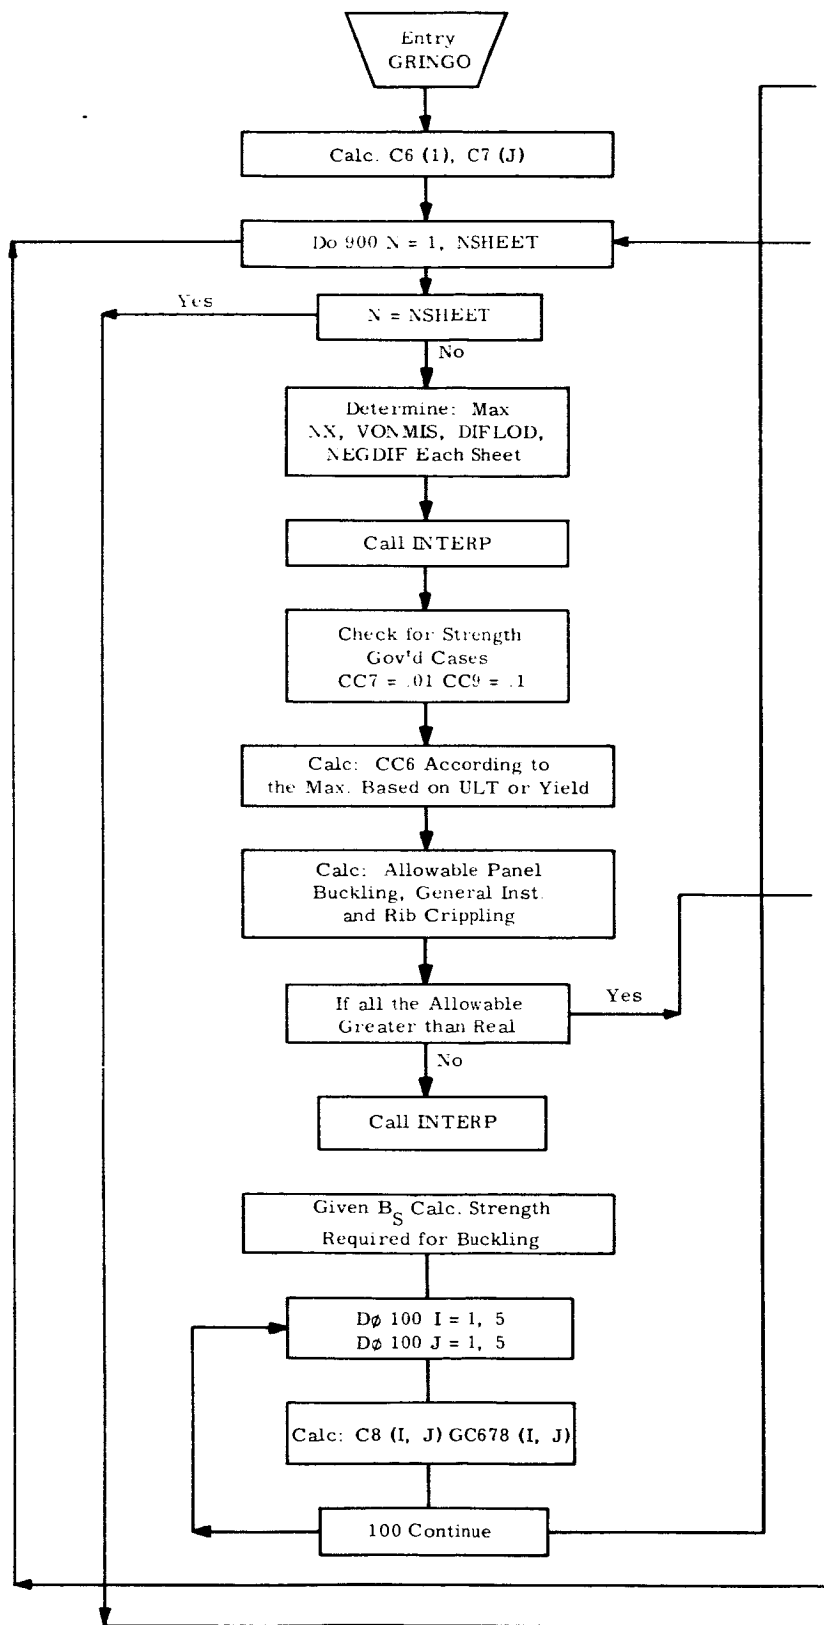 Entry
GRINGO
Calc. C6 (1), C7 (J)
Do 900 N = 1, NSHEET
Yes
N = NSHEET
No
Determine: Max
NX, VONMIS, DIFLOD,
NEGDIF Each Sheet
Call INTERP
Check for Strength
Gov'd Cases
CC7 = .01 CC9 = .1
Calc: CC6 According to
the Max. Based on ULT or Yield
Calc: Allowable Panel
Buckling, General Inst.
and Rib Crippling
If all the Allowable
Greater than Real
Yes
No
Call INTERP
Given BS Calc. Strength
Required for Buckling
Dø 100 I = 1, 5
Dø 100 J = 1, 5
Calc: C8 (I, J) GC678 (I, J)
100 Continue